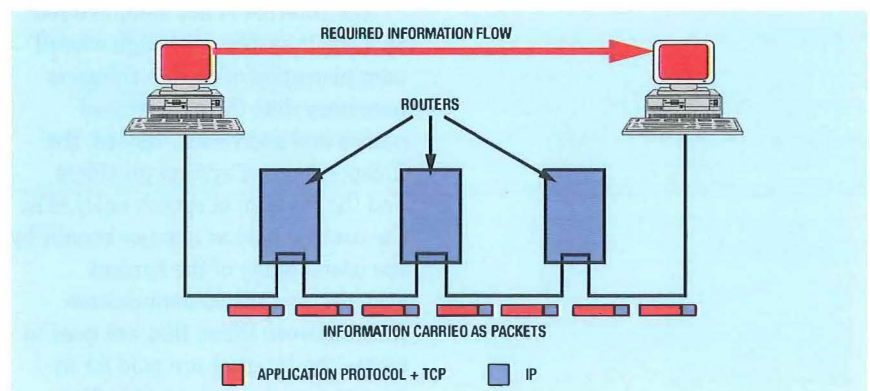 REQUIRED INFORMATION FLOW
ROUTERS
INFORMATION CARRIED AS PACKETS
APPLICATION PROTOCOL + TCP
IP